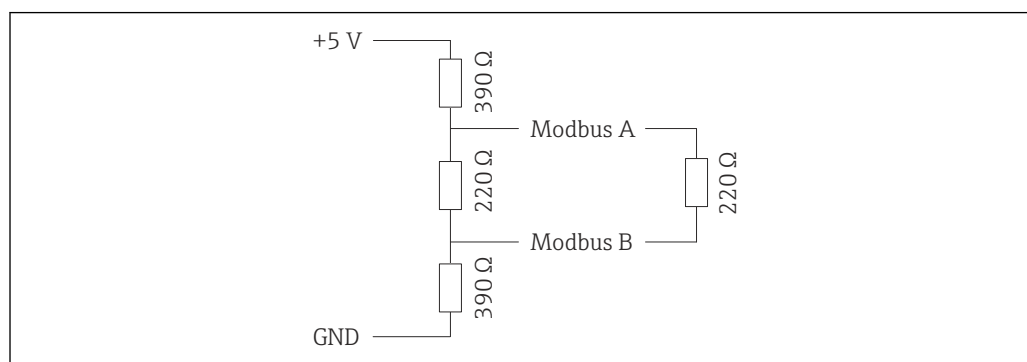 +5 V
390 Ω
Modbus A
220 Ω
220 Ω
Modbus B
390 Ω
GND